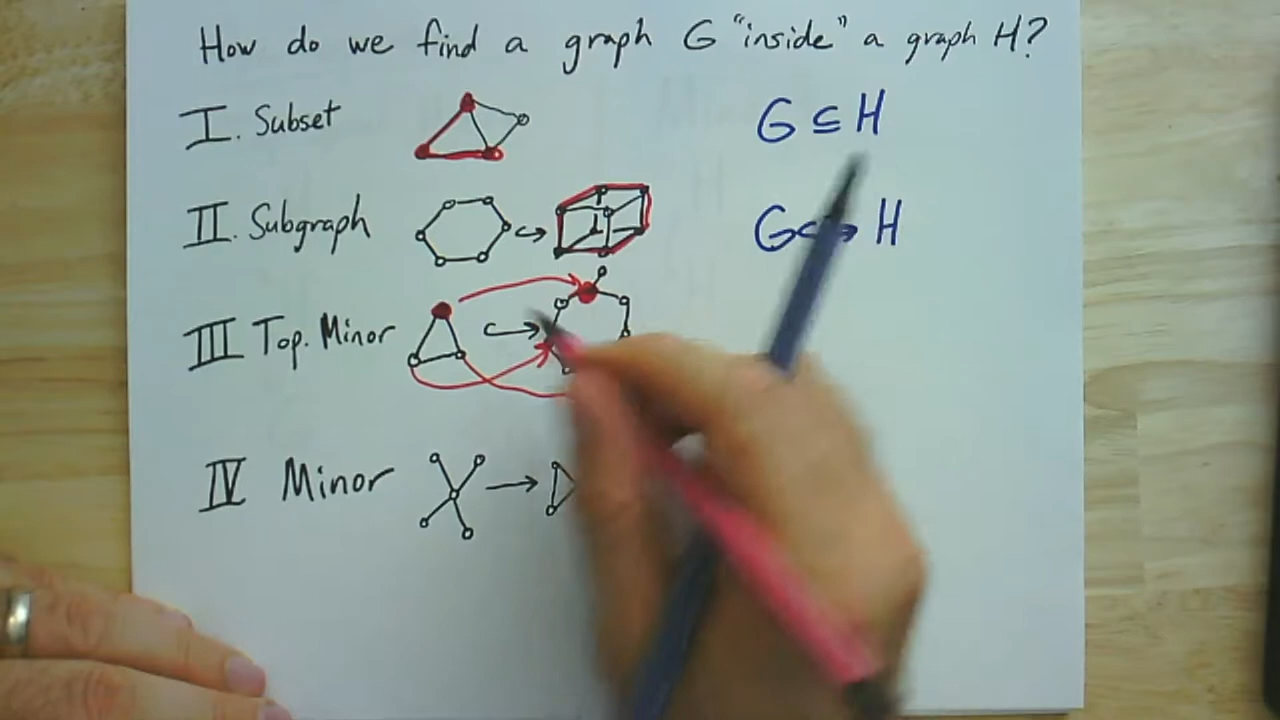 How do we find a graph G "inside" a graph H?
I. Subset G ⊆ H
II. Subgraph G ↪ H
III Top. Minor
IV Minor